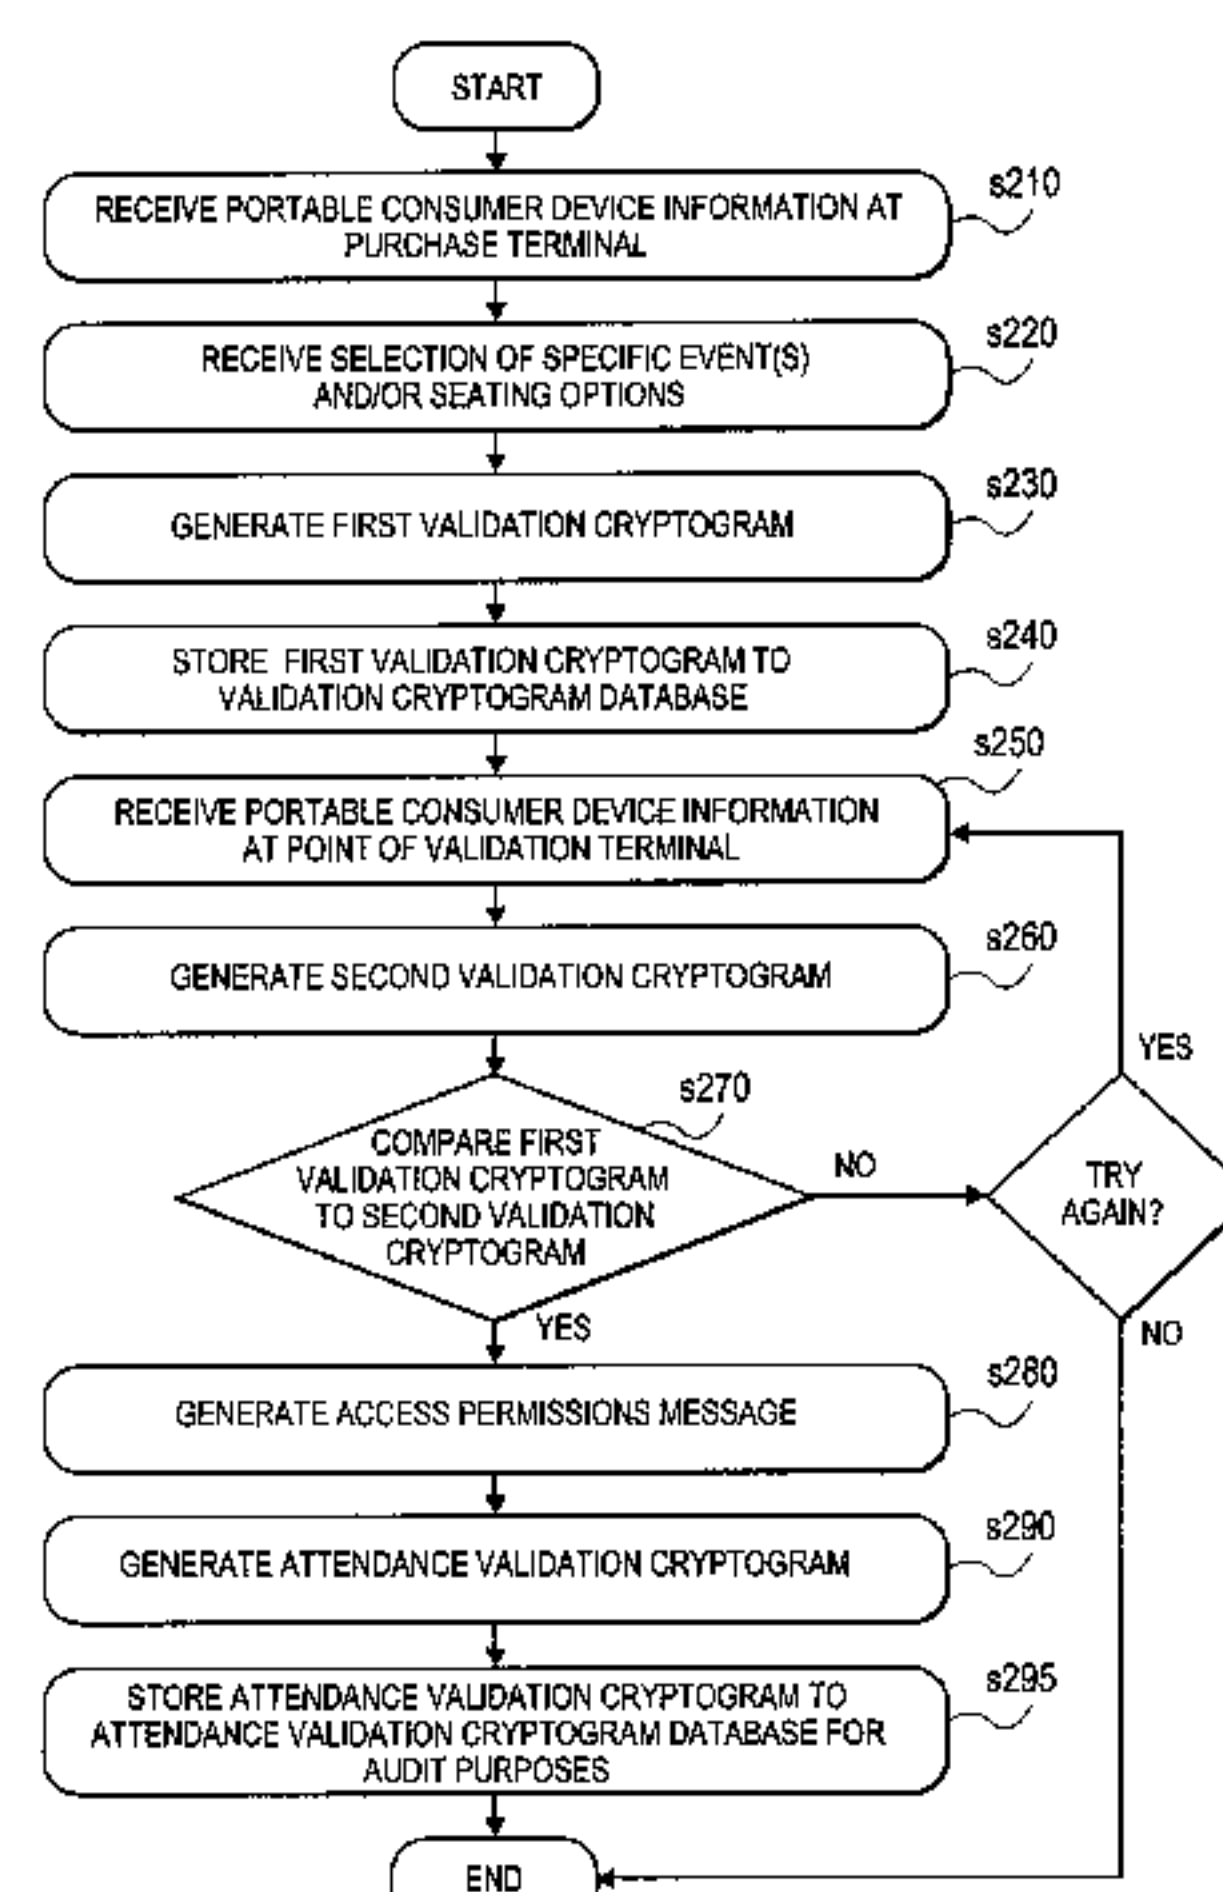 START
RECEIVE PORTABLE CONSUMER DEVICE INFORMATION AT
PURCHASE TERMINAL
s210
RECEIVE SELECTION OF SPECIFIC EVENT(S)
AND/OR SEATING OPTIONS
s220
GENERATE FIRST VALIDATION CRYPTOGRAM
s230
STORE FIRST VALIDATION CRYPTOGRAM TO
VALIDATION CRYPTOGRAM DATABASE
s240
RECEIVE PORTABLE CONSUMER DEVICE INFORMATION
AT POINT OF VALIDATION TERMINAL
s250
GENERATE SECOND VALIDATION CRYPTOGRAM
s260
COMPARE FIRST
VALIDATION CRYPTOGRAM
TO SECOND VALIDATION
CRYPTOGRAM
s270
NO
TRY
AGAIN?
YES
NO
YES
GENERATE ACCESS PERMISSIONS MESSAGE
s280
GENERATE ATTENDANCE VALIDATION CRYPTOGRAM
s290
STORE ATTENDANCE VALIDATION CRYPTOGRAM TO
ATTENDANCE VALIDATION CRYPTOGRAM DATABASE FOR
AUDIT PURPOSES
s295
END